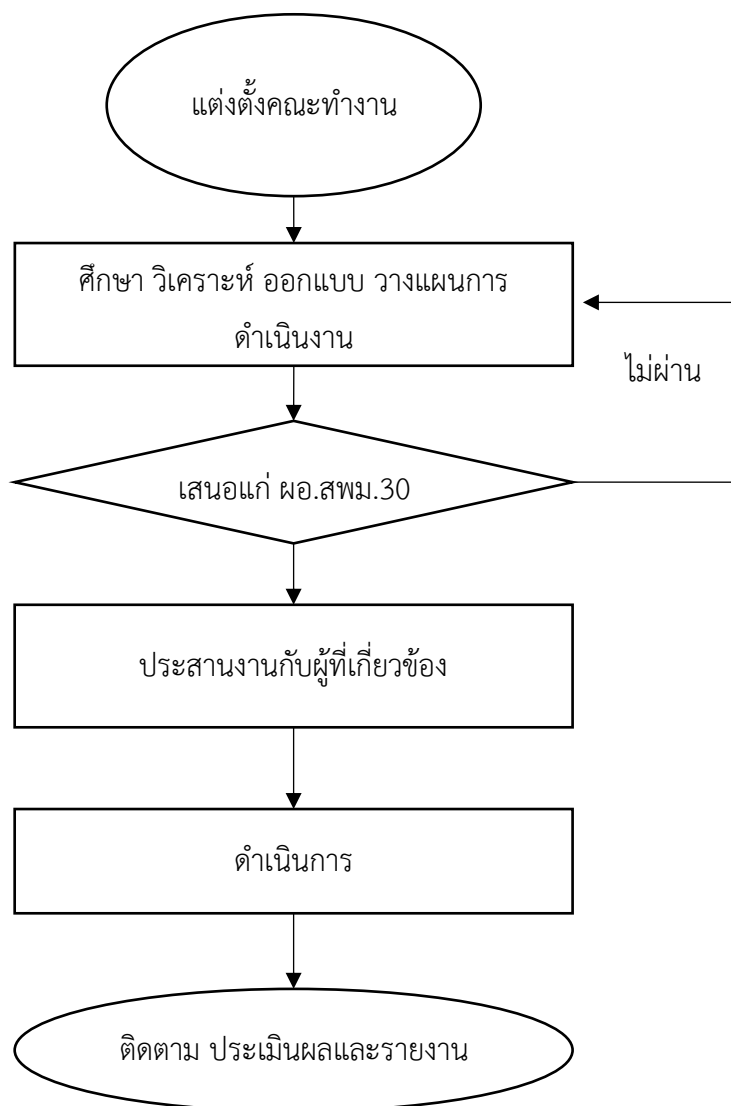 แต่งตั้งคณะทำงาน
ศึกษา วิเคราะห์ ออกแบบ วางแผนการ
ดำเนินงาน
ไม่ผ่าน
เสนอแก่ ผอ.สพม.30
ประสานงานกับผู้ที่เกี่ยวข้อง
ดำเนินการ
ติดตาม ประเมินผลและรายงาน